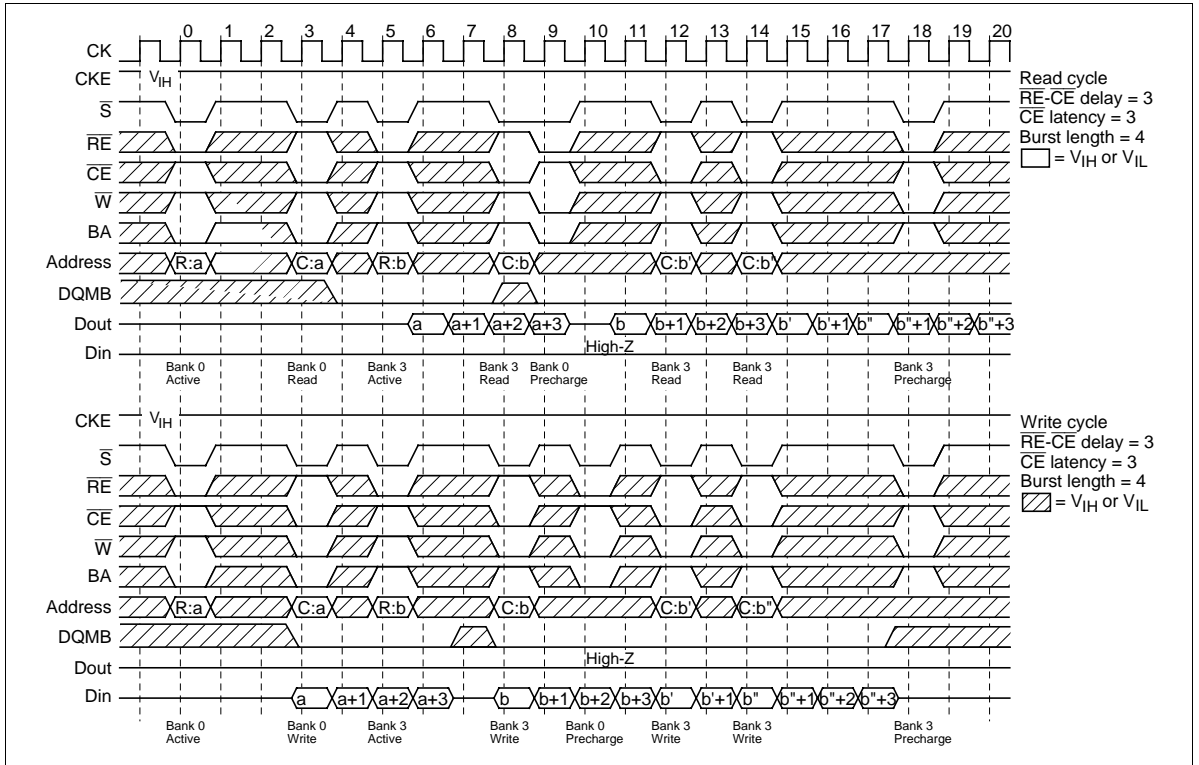 0 1 2 3 4 5 6 7 8 9 10 11 12 13 14 15 16 17 18 19 20
CK
CKE VIH
S
RE
CE
W
BA
Address R:a C:a R:b C:b C:b' C:b"
DQMB
Dout a a+1 a+2 a+3 b b+1 b+2 b+3 b' b'+1 b" b"+1 b"+2 b"+3
High-Z
Din
Bank 0 Active
Bank 0 Read
Bank 3 Active
Bank 3 Read
Bank 0 Precharge
Bank 3 Read
Bank 3 Read
Bank 3 Precharge
Read cycle
RE-CE delay = 3
CE latency = 3
Burst length = 4
= VIH or VIL
CKE VIH
S
RE
CE
W
BA
Address R:a C:a R:b C:b C:b' C:b"
DQMB
High-Z
Dout
Din a a+1 a+2 a+3 b b+1 b+2 b+3 b' b'+1 b" b"+1 b"+2 b"+3
Bank 0 Active
Bank 0 Write
Bank 3 Active
Bank 3 Write
Bank 0 Precharge
Bank 3 Write
Bank 3 Write
Bank 3 Precharge
Write cycle
RE-CE delay = 3
CE latency = 3
Burst length = 4
= VIH or VIL